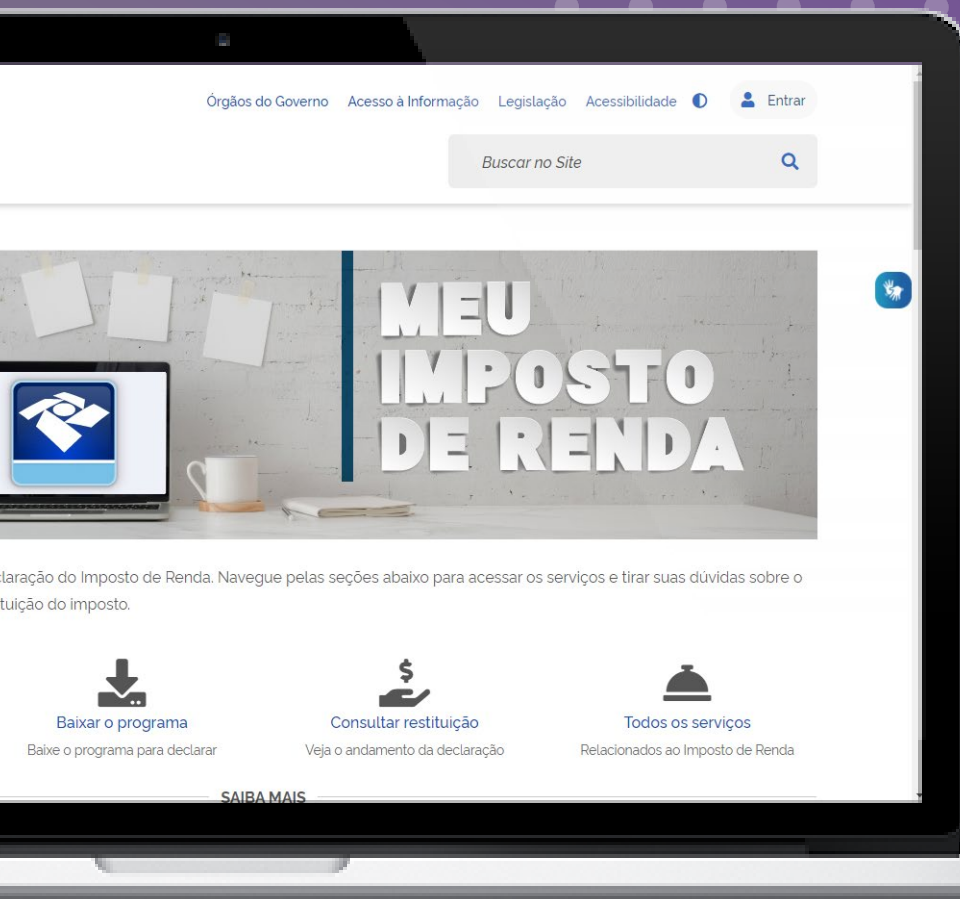 Órgãos do Governo Acesso à Informação Legislação Acessibilidade Entrar
Buscar no Site
MEU
IMPOSTO
DE RENDA
claração do Imposto de Renda. Navegue pelas seções abaixo para acessar os serviços e tirar suas dúvidas sobre o
tuição do imposto.
Baixar o programa Consultar restituição Todos os serviços
Baixe o programa para declarar Veja o andamento da declaração Relacionados ao Imposto de Renda
SAIBA MAIS